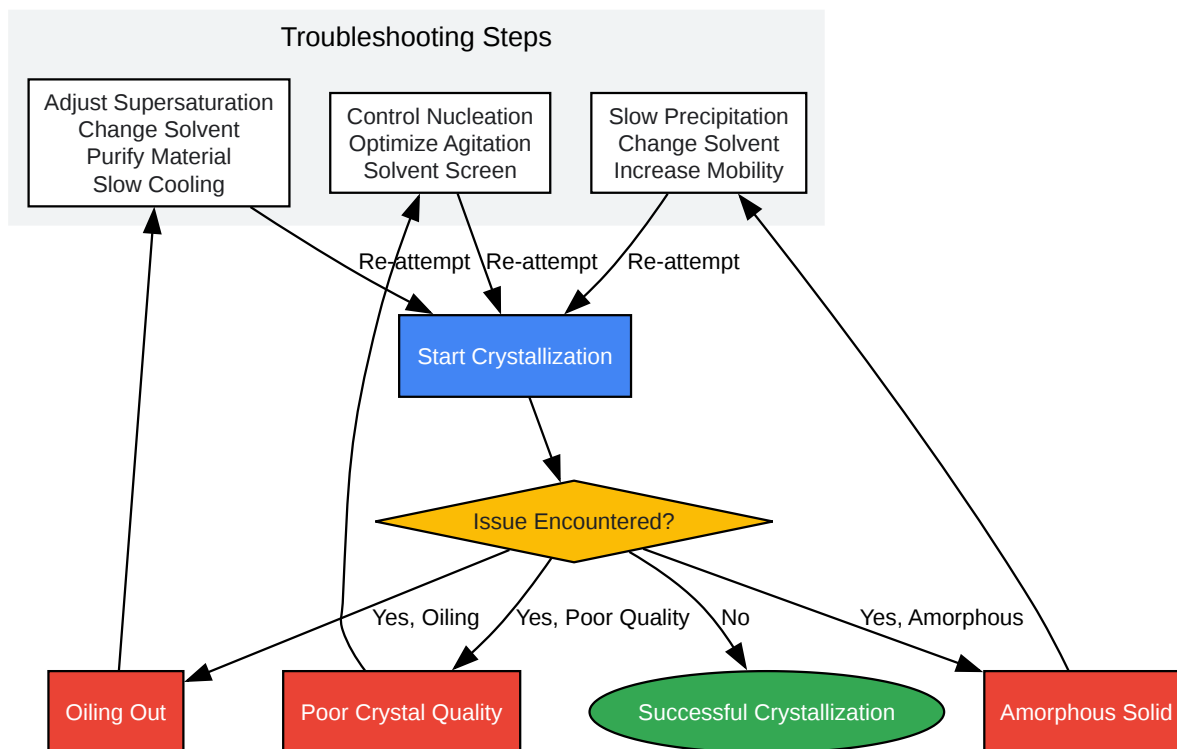 Troubleshooting Steps
Adjust Supersaturation
Change Solvent
Purify Material
Slow Cooling
Control Nucleation
Optimize Agitation
Solvent Screen
Slow Precipitation
Change Solvent
Increase Mobility
Re-attempt
Re-attempt
Re-attempt
Start Crystallization
Issue Encountered?
Yes, Oiling
Yes, Poor Quality
No
Yes, Amorphous
Oiling Out
Poor Crystal Quality
Successful Crystallization
Amorphous Solid